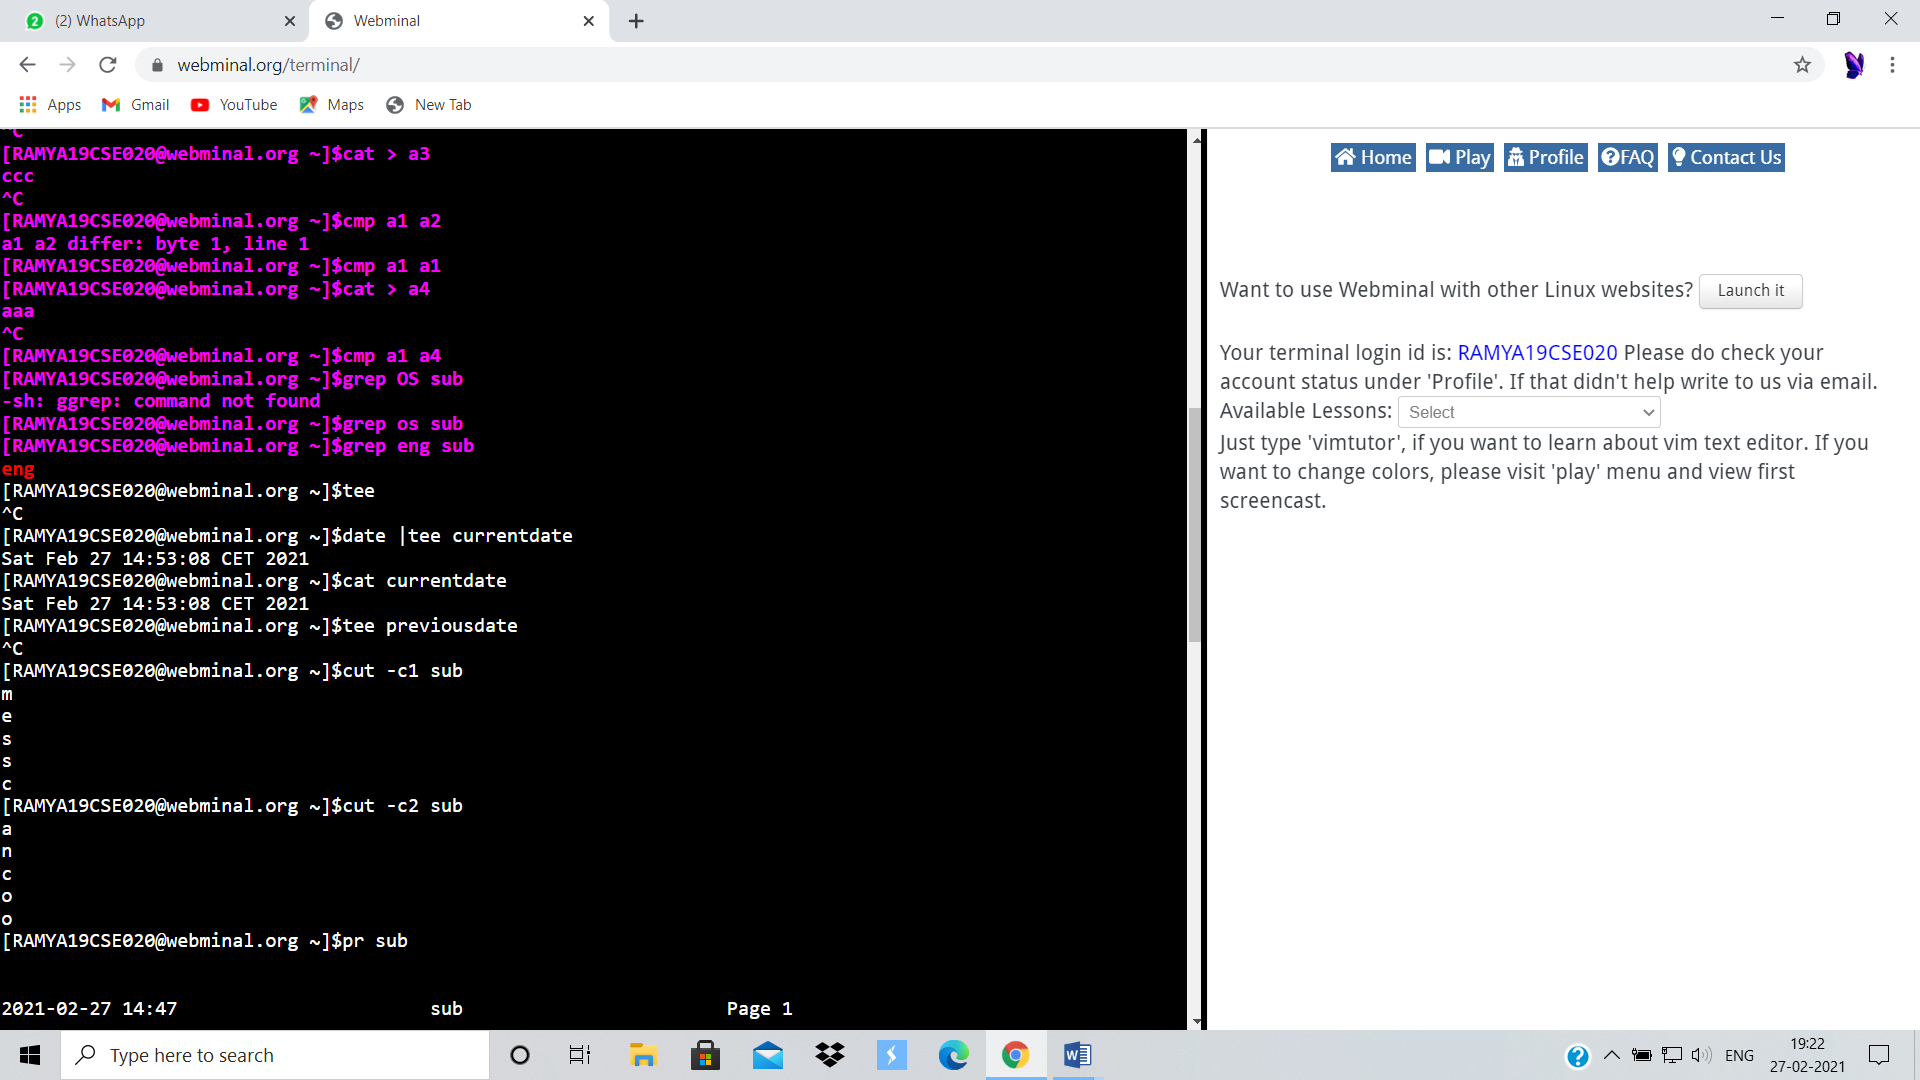 (2) WhatsApp
Webminal
webminal.org/terminal/
Apps
Gmail
YouTube
Maps
New Tab
^C
[RAMYA19CSE020@webminal.org ~]$cat > a3
ccc
^C
[RAMYA19CSE020@webminal.org ~]$cmp a1 a2
a1 a2 differ: byte 1, line 1
[RAMYA19CSE020@webminal.org ~]$cmp a1 a1
[RAMYA19CSE020@webminal.org ~]$cat > a4
aaa
^C
[RAMYA19CSE020@webminal.org ~]$cmp a1 a4
[RAMYA19CSE020@webminal.org ~]$grep OS sub
-sh: ggrep: command not found
[RAMYA19CSE020@webminal.org ~]$grep os sub
[RAMYA19CSE020@webminal.org ~]$grep eng sub
eng
[RAMYA19CSE020@webminal.org ~]$tee
^C
[RAMYA19CSE020@webminal.org ~]$date |tee currentdate
Sat Feb 27 14:53:08 CET 2021
[RAMYA19CSE020@webminal.org ~]$cat currentdate
Sat Feb 27 14:53:08 CET 2021
[RAMYA19CSE020@webminal.org ~]$tee previousdate
^C
[RAMYA19CSE020@webminal.org ~]$cut -c1 sub
m
e
s
s
c
[RAMYA19CSE020@webminal.org ~]$cut -c2 sub
a
n
c
o
o
[RAMYA19CSE020@webminal.org ~]$pr sub
2021-02-27 14:47 sub Page 1
Home Play Profile FAQ Contact Us
Want to use Webminal with other Linux websites? Launch it
Your terminal login id is: RAMYA19CSE020 Please do check your
account status under 'Profile'. If that didn't help write to us via email.
Available Lessons: Select
Just type 'vimtutor', if you want to learn about vim text editor. If you
want to change colors, please visit 'play' menu and view first
screencast.
Type here to search
ENG
19:22
27-02-2021